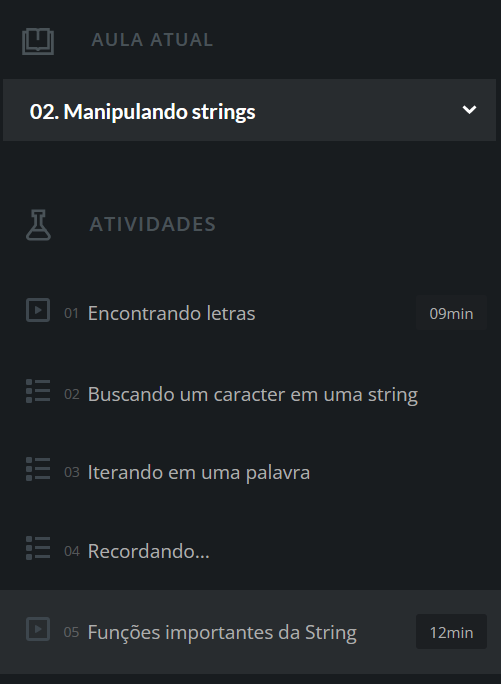 AULA ATUAL
02. Manipulando strings
ATIVIDADES
01 Encontrando letras 09min
02 Buscando um caracter em uma string
03 Iterando em uma palavra
04 Recordando...
05 Funções importantes da String 12min